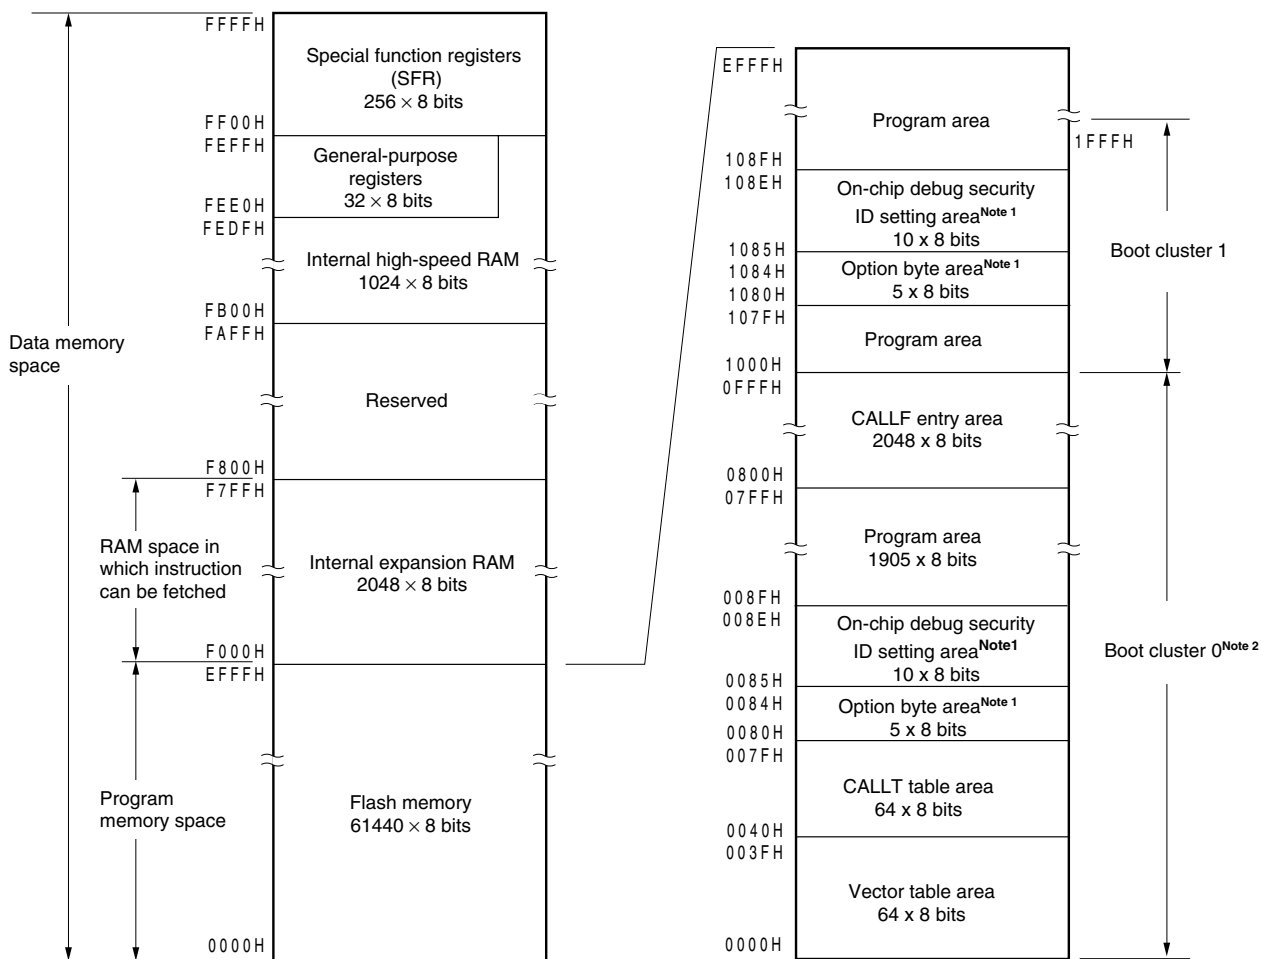 FFFFH
Special function registers
(SFR)
256 × 8 bits
FF00H
FEFFH
General-purpose
registers
32 × 8 bits
FEE0H
FEDFH
Internal high-speed RAM
1024 × 8 bits
FB00H
FAFFH
Data memory
space
Reserved
F800H
F7FFH
RAM space in
which instruction
can be fetched
Internal expansion RAM
2048 × 8 bits
F000H
EFFFH
Program
memory space
Flash memory
61440 × 8 bits
0000H
EFFFH
Program area
1FFFH
108FH
108EH
On-chip debug security
ID setting area Note 1
10 x 8 bits
Boot cluster 1
1085H
1084H
Option byte area Note 1
5 x 8 bits
1080H
107FH
Program area
1000H
0FFFH
CALLF entry area
2048 x 8 bits
0800H
07FFH
Program area
1905 x 8 bits
008FH
008EH
On-chip debug security
ID setting area Note1
10 x 8 bits
Boot cluster 0 Note 2
0085H
0084H
Option byte area Note 1
5 x 8 bits
0080H
007FH
CALLT table area
64 x 8 bits
0040H
003FH
Vector table area
64 x 8 bits
0000H